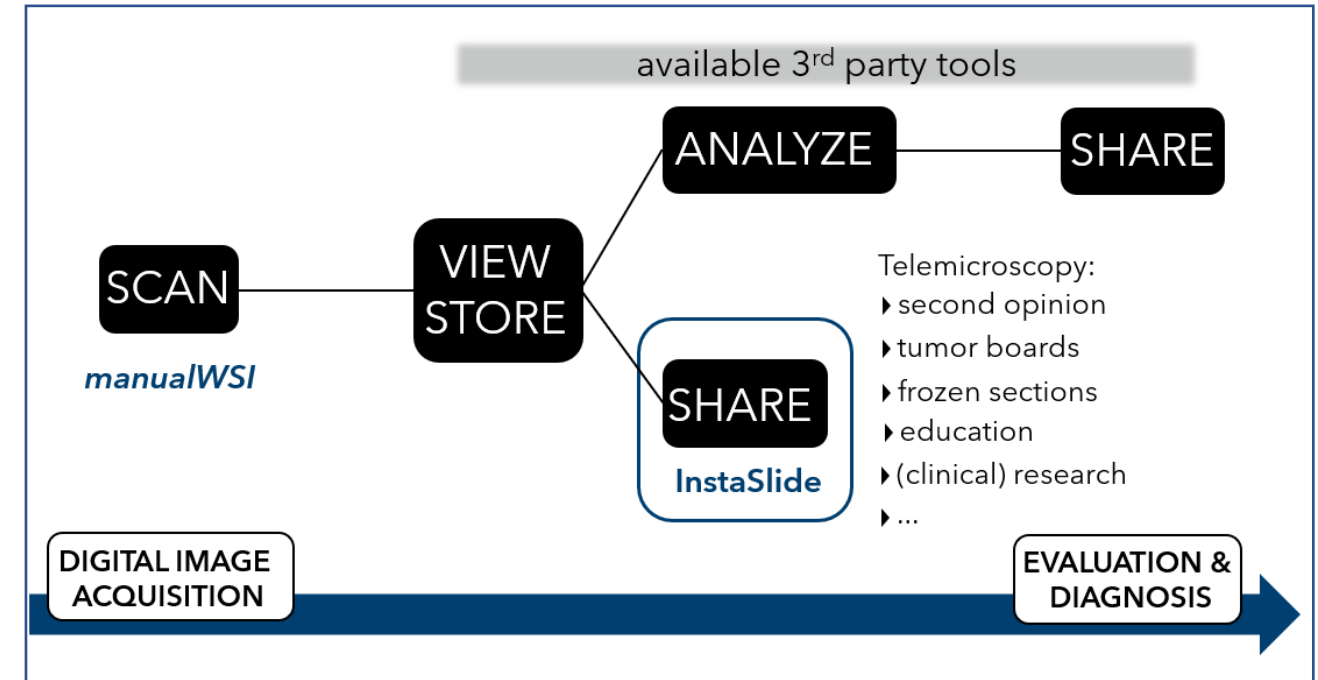 available 3rd party tools
ANALYZE
SHARE
SCAN
manualWSI
VIEW
STORE
SHARE
InstaSlide
Telemicroscopy:
second opinion
tumor boards
frozen sections
education
(clinical) research
...
DIGITAL IMAGE
ACQUISITION
EVALUATION &
DIAGNOSIS